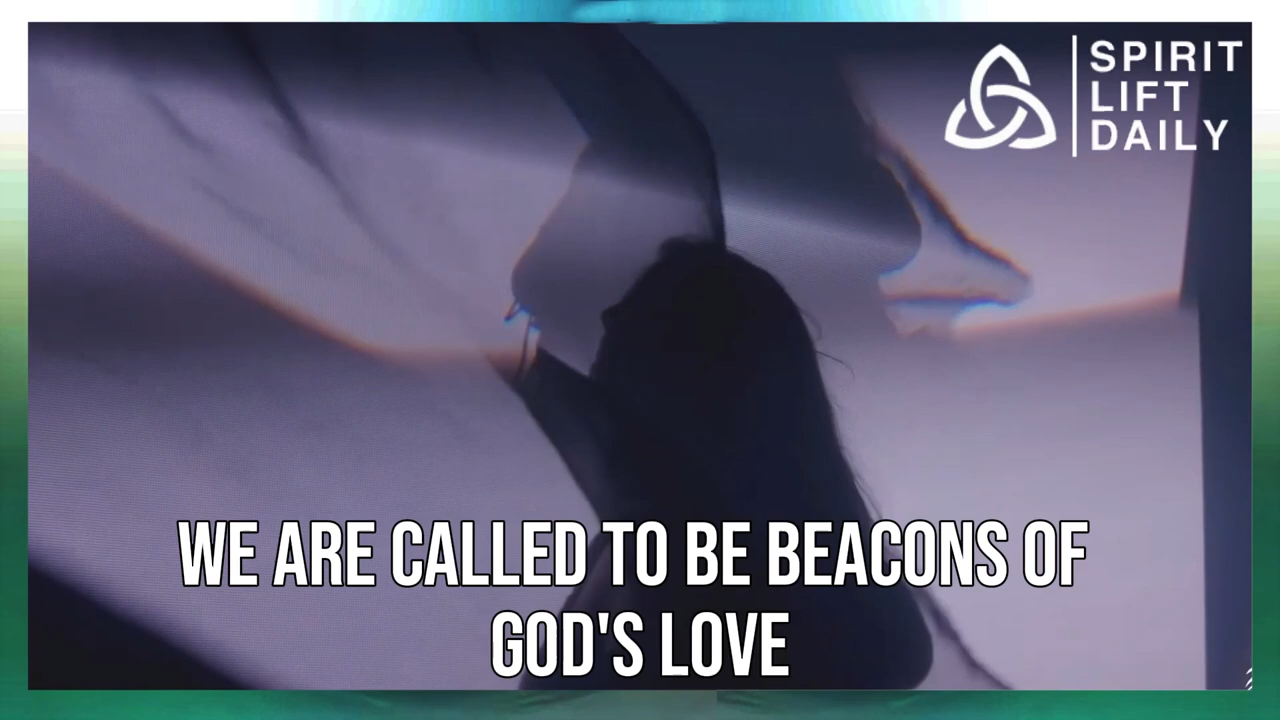 SPIRIT
LIFT
DAILY
WE ARE CALLED TO BE BEACONS OF
GOD'S LOVE